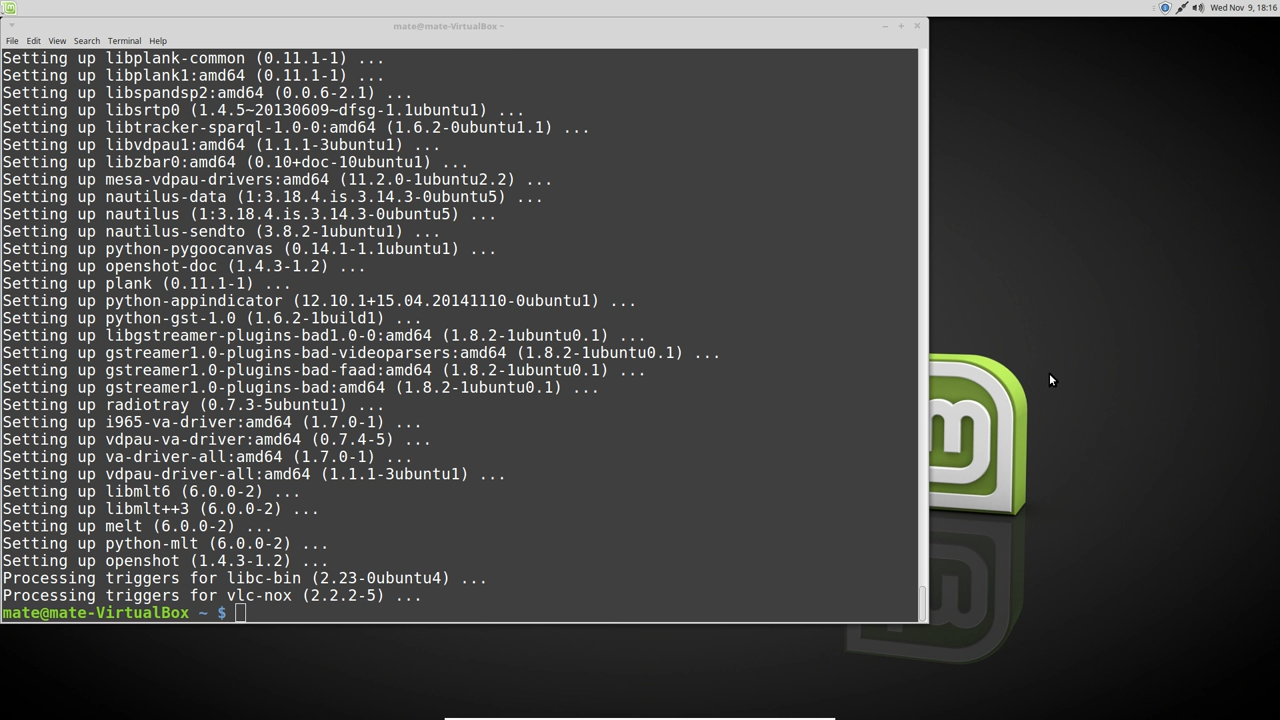 Wed Nov 9, 18:16
mate@mate-VirtualBox ~
File Edit View Search Terminal Help
Setting up libplank-common (0.11.1-1) ...
Setting up libplank1:amd64 (0.11.1-1) ...
Setting up libspandsp2:amd64 (0.0.6-2.1) ...
Setting up libsrtp0 (1.4.5~20130609~dfsg-1.1ubuntu1) ...
Setting up libtracker-sparql-1.0-0:amd64 (1.6.2-0ubuntu1.1) ...
Setting up libvdpau1:amd64 (1.1.1-3ubuntu1) ...
Setting up libzbar0:amd64 (0.10+doc-10ubuntu1) ...
Setting up mesa-vdpau-drivers:amd64 (11.2.0-1ubuntu2.2) ...
Setting up nautilus-data (1:3.18.4.is.3.14.3-0ubuntu5) ...
Setting up nautilus (1:3.18.4.is.3.14.3-0ubuntu5) ...
Setting up nautilus-sendto (3.8.2-1ubuntu1) ...
Setting up python-pygoocanvas (0.14.1-1.1ubuntu1) ...
Setting up openshot-doc (1.4.3-1.2) ...
Setting up plank (0.11.1-1) ...
Setting up python-appindicator (12.10.1+15.04.20141110-0ubuntu1) ...
Setting up python-gst-1.0 (1.6.2-1build1) ...
Setting up libgstreamer-plugins-bad1.0-0:amd64 (1.8.2-1ubuntu0.1) ...
Setting up gstreamer1.0-plugins-bad-videoparsers:amd64 (1.8.2-1ubuntu0.1) ...
Setting up gstreamer1.0-plugins-bad-faad:amd64 (1.8.2-1ubuntu0.1) ...
Setting up gstreamer1.0-plugins-bad:amd64 (1.8.2-1ubuntu0.1) ...
Setting up radiotray (0.7.3-5ubuntu1) ...
Setting up i965-va-driver:amd64 (1.7.0-1) ...
Setting up vdpau-va-driver:amd64 (0.7.4-5) ...
Setting up va-driver-all:amd64 (1.7.0-1) ...
Setting up vdpau-driver-all:amd64 (1.1.1-3ubuntu1) ...
Setting up libmlt6 (6.0.0-2) ...
Setting up libmlt++3 (6.0.0-2) ...
Setting up melt (6.0.0-2) ...
Setting up python-mlt (6.0.0-2) ...
Setting up openshot (1.4.3-1.2) ...
Processing triggers for libc-bin (2.23-0ubuntu4) ...
Processing triggers for vlc-nox (2.2.2-5) ...
mate@mate-VirtualBox ~ $